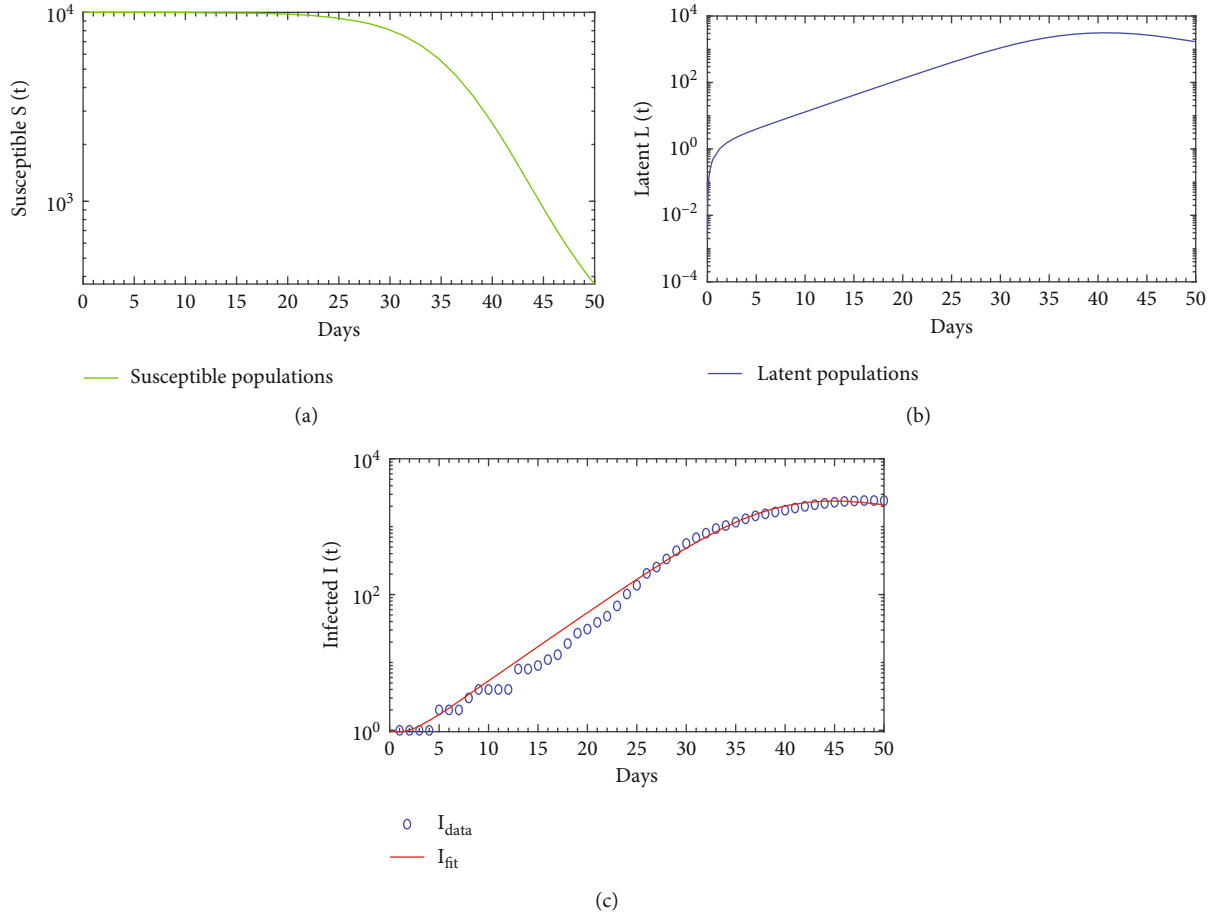 10^4
10^3
Susceptible S (t)
0 5 10 15 20 25 30 35 40 45 50
Days
Susceptible populations
(a)
10^4
10^2
10^0
10^−2
10^−4
Latent L (t)
0 5 10 15 20 25 30 35 40 45 50
Days
Latent populations
(b)
10^4
10^2
10^0
Infected I (t)
0 5 10 15 20 25 30 35 40 45 50
Days
I_data
I_fit
(c)